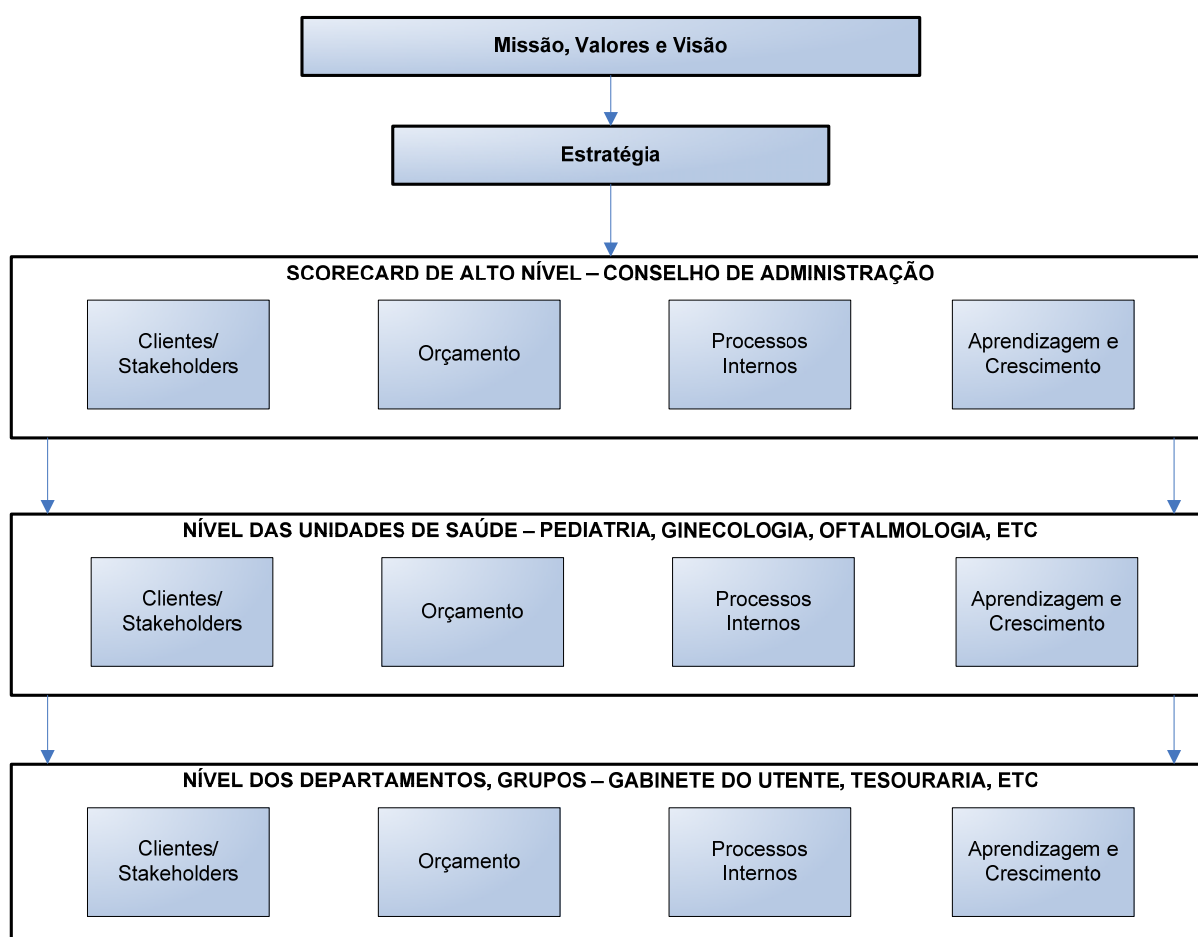 Missão, Valores e Visão
Estratégia
SCORECARD DE ALTO NÍVEL – CONSELHO DE ADMINISTRAÇÃO
Clientes/
Stakeholders
Orçamento
Processos
Internos
Aprendizagem e
Crescimento
NÍVEL DAS UNIDADES DE SAÚDE – PEDIATRIA, GINECOLOGIA, OFTALMOLOGIA, ETC
Clientes/
Stakeholders
Orçamento
Processos
Internos
Aprendizagem e
Crescimento
NÍVEL DOS DEPARTAMENTOS, GRUPOS – GABINETE DO UTENTE, TESOURARIA, ETC
Clientes/
Stakeholders
Orçamento
Processos
Internos
Aprendizagem e
Crescimento